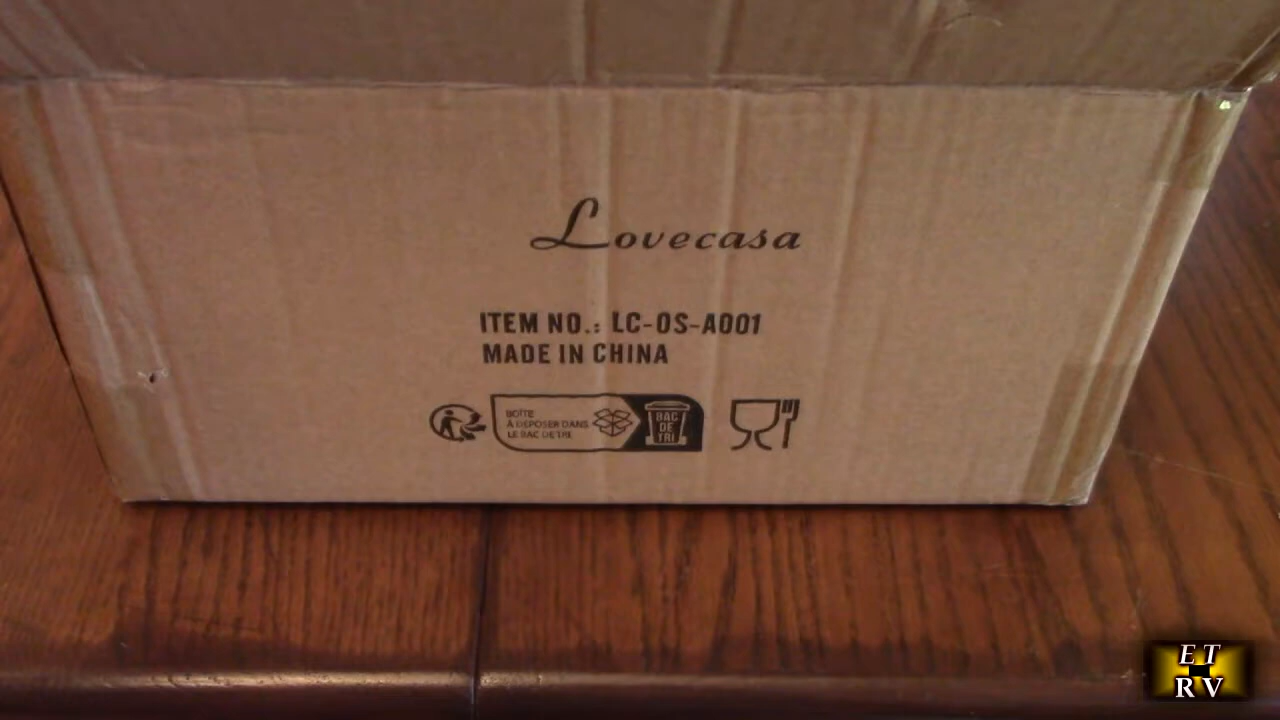 Lovecasa
ITEM NO.: LC-OS-A001
MADE IN CHINA
BOÎTE
À DÉPOSER DANS
LE BAC DE TRI
BAC
DE
TRI
ET
RV